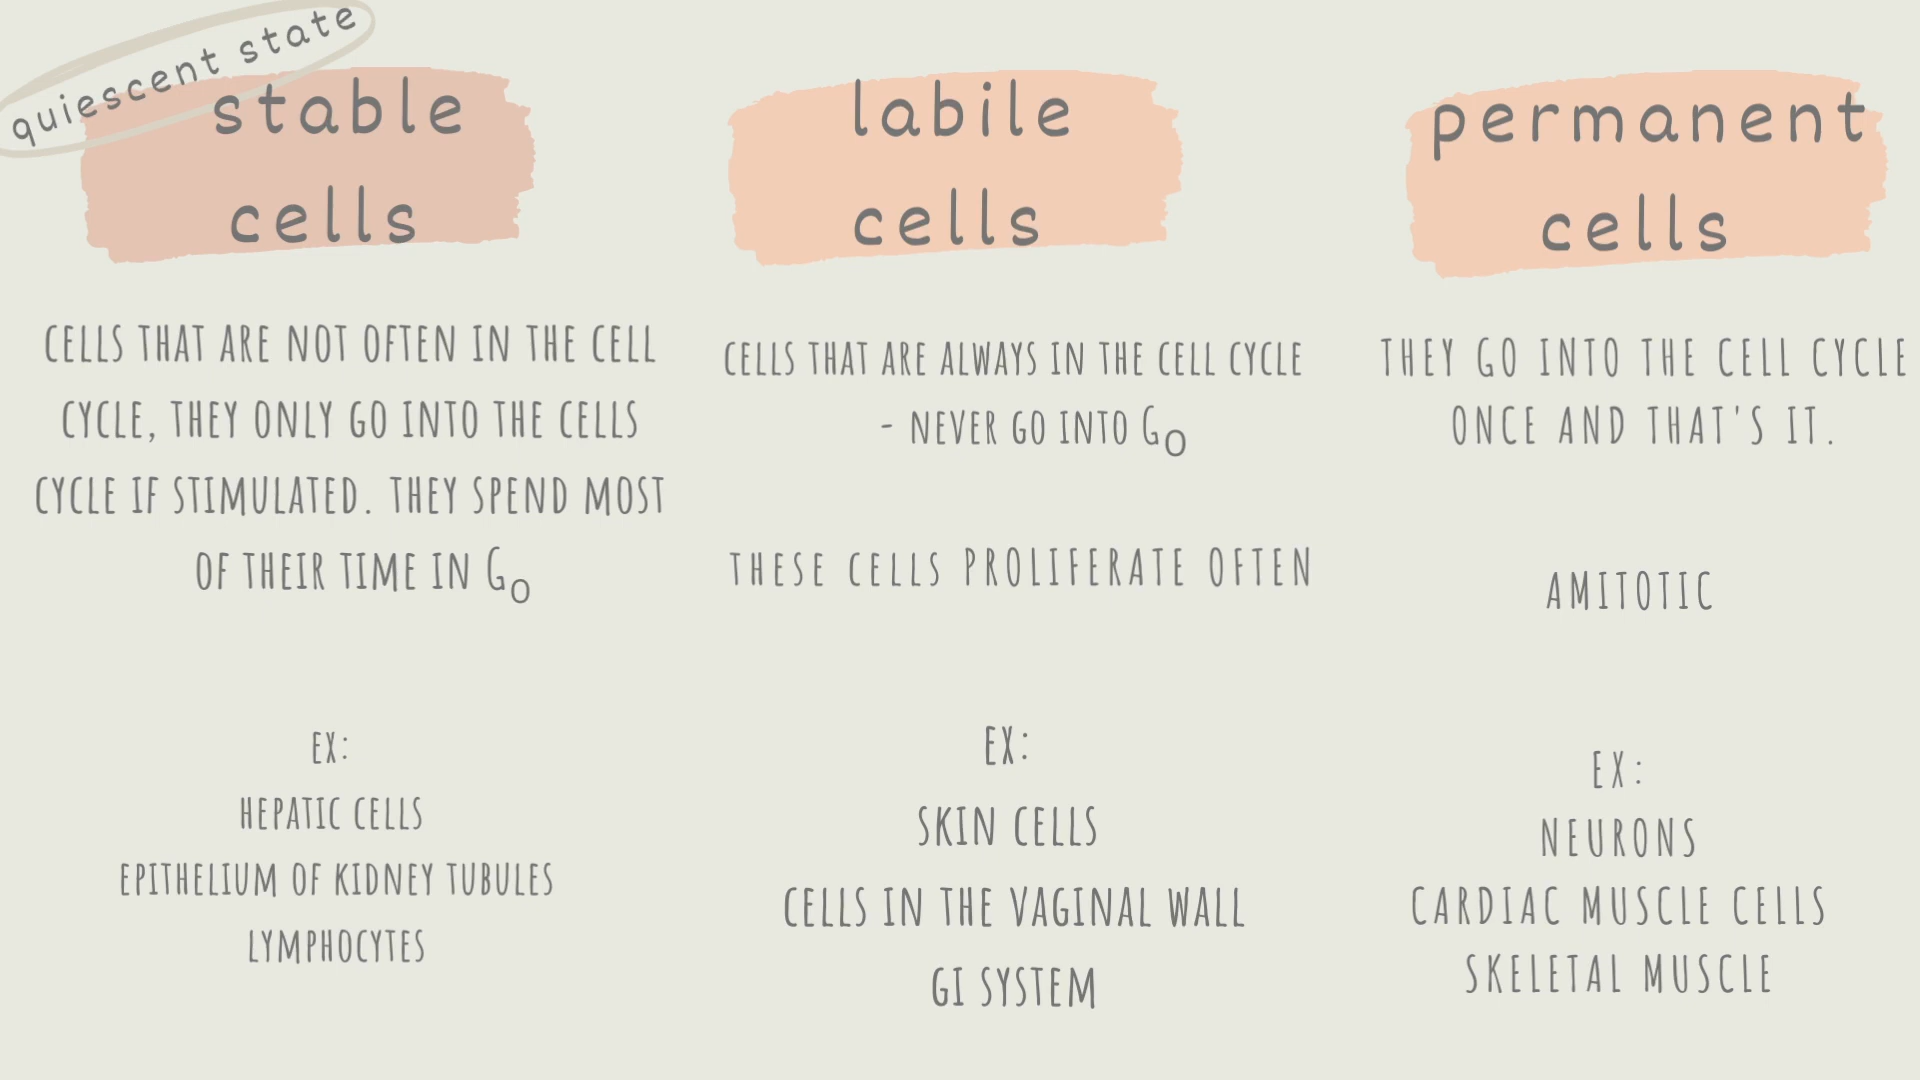 quiescent state
stable
cells
CELLS THAT ARE NOT OFTEN IN THE CELL
CYCLE, THEY ONLY GO INTO THE CELLS
CYCLE IF STIMULATED. THEY SPEND MOST
OF THEIR TIME IN G₀
EX:
HEPATIC CELLS
EPITHELIUM OF KIDNEY TUBULES
LYMPHOCYTES
labile
cells
CELLS THAT ARE ALWAYS IN THE CELL CYCLE
- NEVER GO INTO G₀
THESE CELLS PROLIFERATE OFTEN
EX:
SKIN CELLS
CELLS IN THE VAGINAL WALL
GI SYSTEM
permanent
cells
THEY GO INTO THE CELL CYCLE
ONCE AND THAT'S IT.
AMITOTIC
EX:
NEURONS
CARDIAC MUSCLE CELLS
SKELETAL MUSCLE